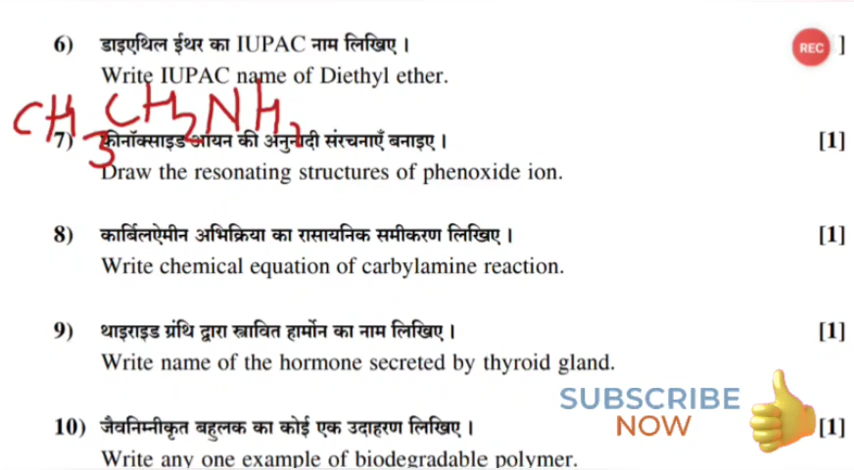 6) डाइएथिल ईथर का IUPAC नाम लिखिए। ]
REC
Write IUPAC name of Diethyl ether.
CH3CH2NH2
7) फ़ीनॉक्साइड आयन की अनुनादी संरचनाएँ बनाइए। [1]
Draw the resonating structures of phenoxide ion.
8) कार्बिलऐमीन अभिक्रिया का रासायनिक समीकरण लिखिए। [1]
Write chemical equation of carbylamine reaction.
9) थाइराइड ग्रंथि द्वारा स्त्रावित हार्मोन का नाम लिखिए। [1]
Write name of the hormone secreted by thyroid gland.
SUBSCRIBE
NOW
10) जैवनिम्नीकृत बहुलक का कोई एक उदाहरण लिखिए। [1]
Write any one example of biodegradable polymer.